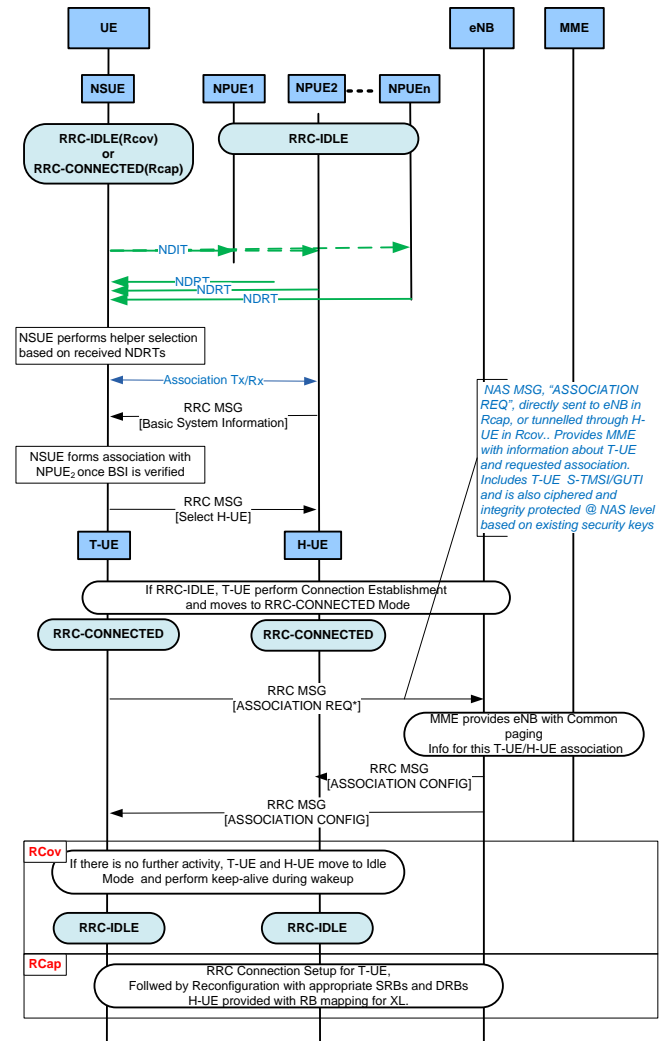 UE
eNB
MME
NSUE
NPUE1
NPUE2
NPUEn
RRC-IDLE(Rcov)
or
RRC-CONNECTED(Rcap)
RRC-IDLE
NDIT
NDRT
NDRT
NDRT
NSUE performs helper selection
based on received NDRTs
Association Tx/Rx
RRC MSG
[Basic System Information]
NAS MSG, “ASSOCIATION
REQ”, directly sent to eNB in
Rcap, or tunnelled through H-
UE in Rcov.. Provides MME
with information about T-UE
and requested association.
Includes T-UE S-TMSI/GUTI
and is also ciphered and
integrity protected @ NAS level
based on existing security keys
NSUE forms association with
NPUE2 once BSI is verified
RRC MSG
[Select H-UE]
T-UE
H-UE
If RRC-IDLE, T-UE perform Connection Establishment
and moves to RRC-CONNECTED Mode
RRC-CONNECTED
RRC-CONNECTED
RRC MSG
[ASSOCIATION REQ*]
MME provides eNB with Common
paging
Info for this T-UE/H-UE association
RRC MSG
[ASSOCIATION CONFIG]
RRC MSG
[ASSOCIATION CONFIG]
RCov
If there is no further activity, T-UE and H-UE move to Idle
Mode and perform keep-alive during wakeup
RRC-IDLE
RRC-IDLE
RCap
RRC Connection Setup for T-UE,
Follwed by Reconfiguration with appropriate SRBs and DRBs
H-UE provided with RB mapping for XL.